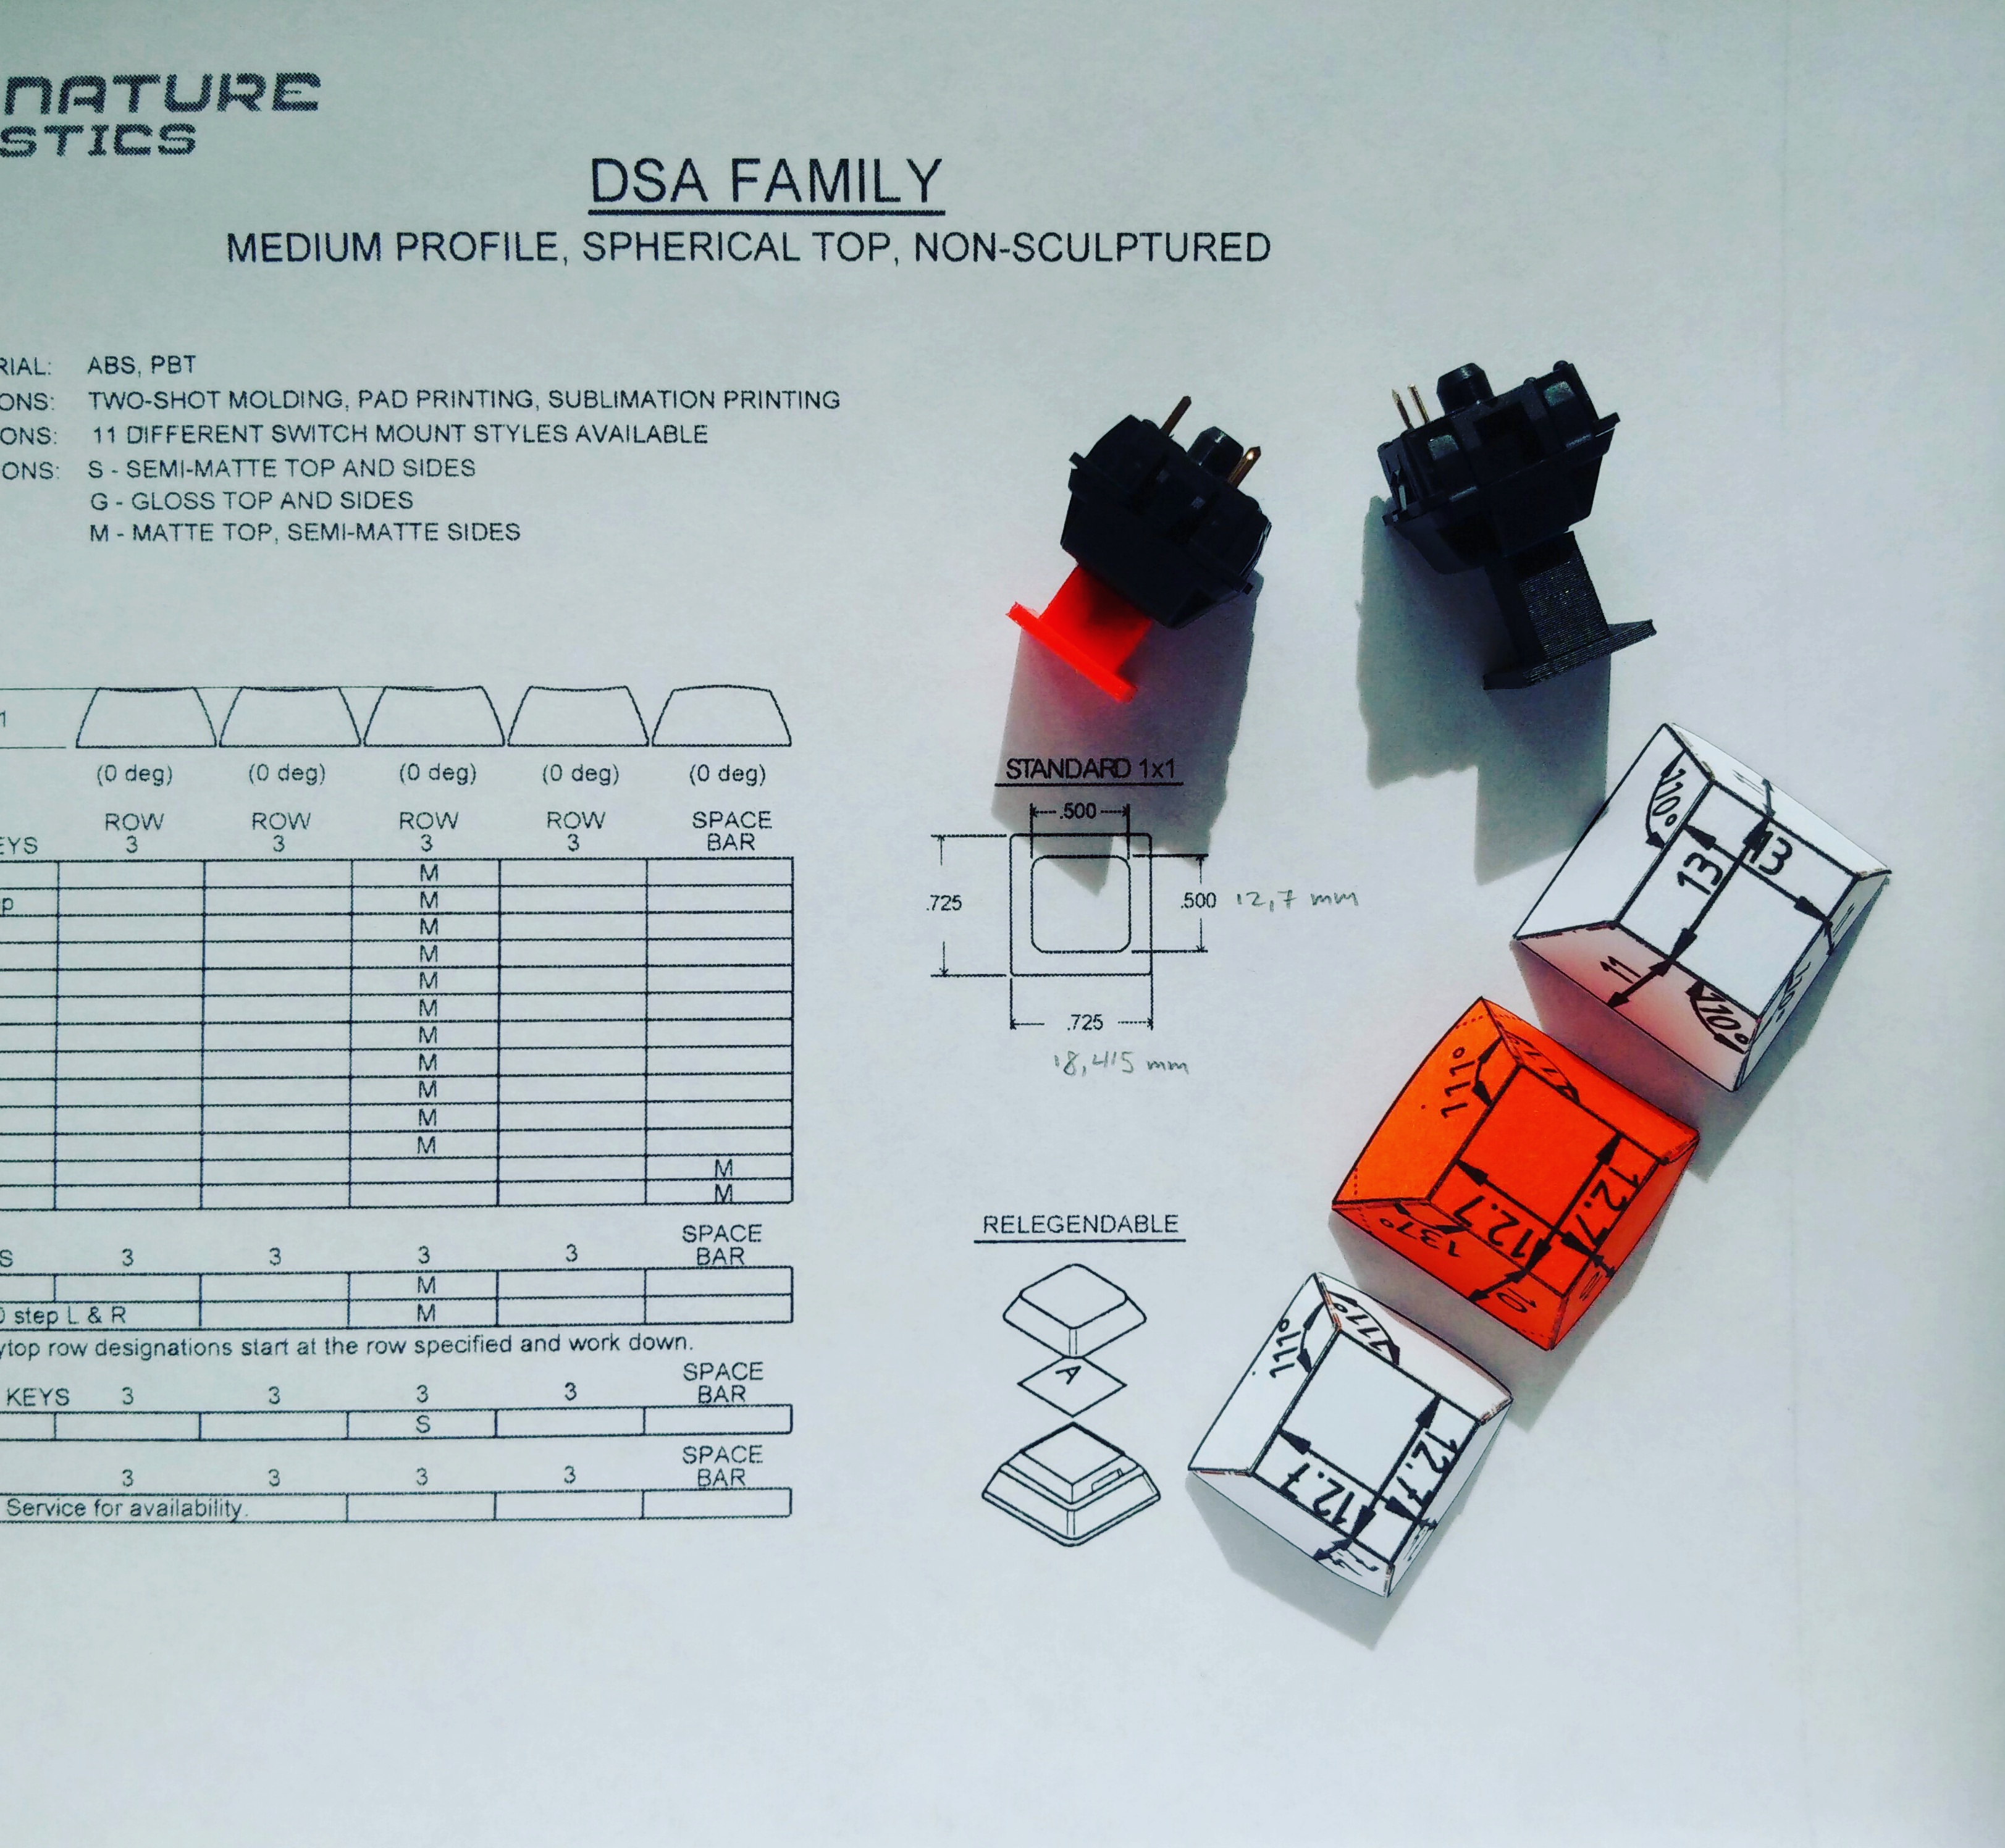 NATURE
STICS
DSA FAMILY
MEDIUM PROFILE, SPHERICAL TOP, NON-SCULPTURED
RIAL: ABS, PBT
ONS: TWO-SHOT MOLDING, PAD PRINTING, SUBLIMATION PRINTING
ONS: 11 DIFFERENT SWITCH MOUNT STYLES AVAILABLE
ONS: S - SEMI-MATTE TOP AND SIDES
G - GLOSS TOP AND SIDES
M - MATTE TOP, SEMI-MATTE SIDES
1
(0 deg) (0 deg) (0 deg) (0 deg) (0 deg)
ROW ROW ROW ROW SPACE
EYS 3 3 3 3 BAR
M
p M
M
M
M
M
M
M
M
M
M
M
M
S 3 3 3 3 SPACE BAR
M
0 step L & R M
ytop row designations start at the row specified and work down.
KEYS 3 3 3 3 SPACE BAR
S
3 3 3 3 SPACE BAR
Service for availability.
STANDARD 1x1
.500
.725 .500 12,7 mm
.725
18,415 mm
RELEGENDABLE
A
110°
13
13
11
110°
111°
12.7
12.7
137°
111°
111°
12.7
12.7